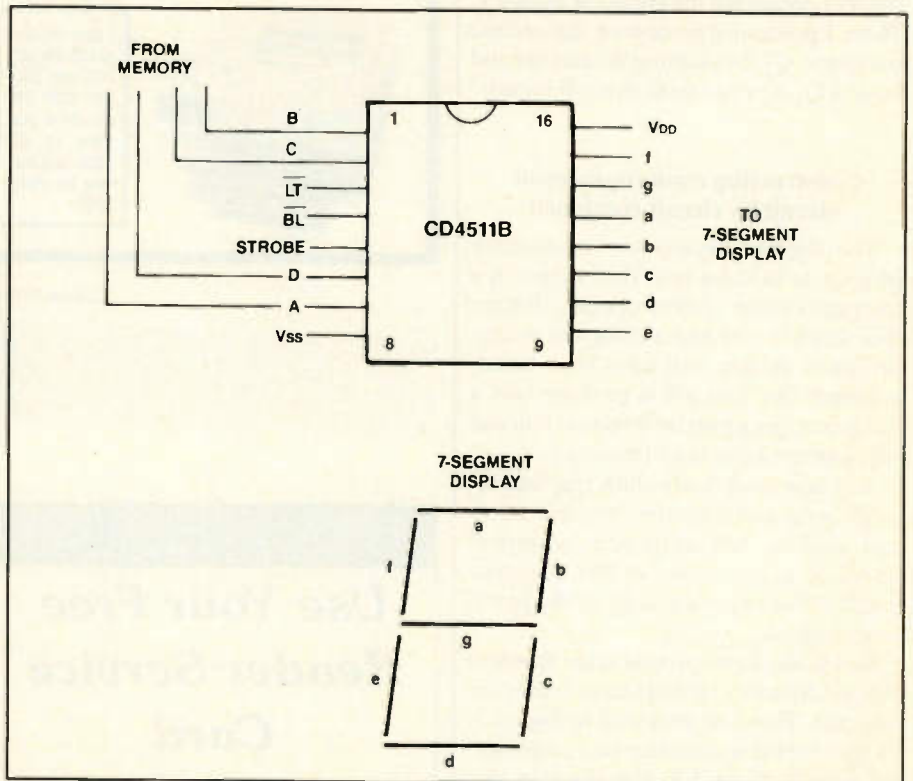 FROM
MEMORY
B
C
LT
BL
STROBE
D
A
VSS
1
8
16
9
CD4511B
VDD
f
g
a
b
c
d
e
TO
7-SEGMENT
DISPLAY
7-SEGMENT
DISPLAY
a
f
b
g
e
c
d
Use Your Free
Reader Service
Card